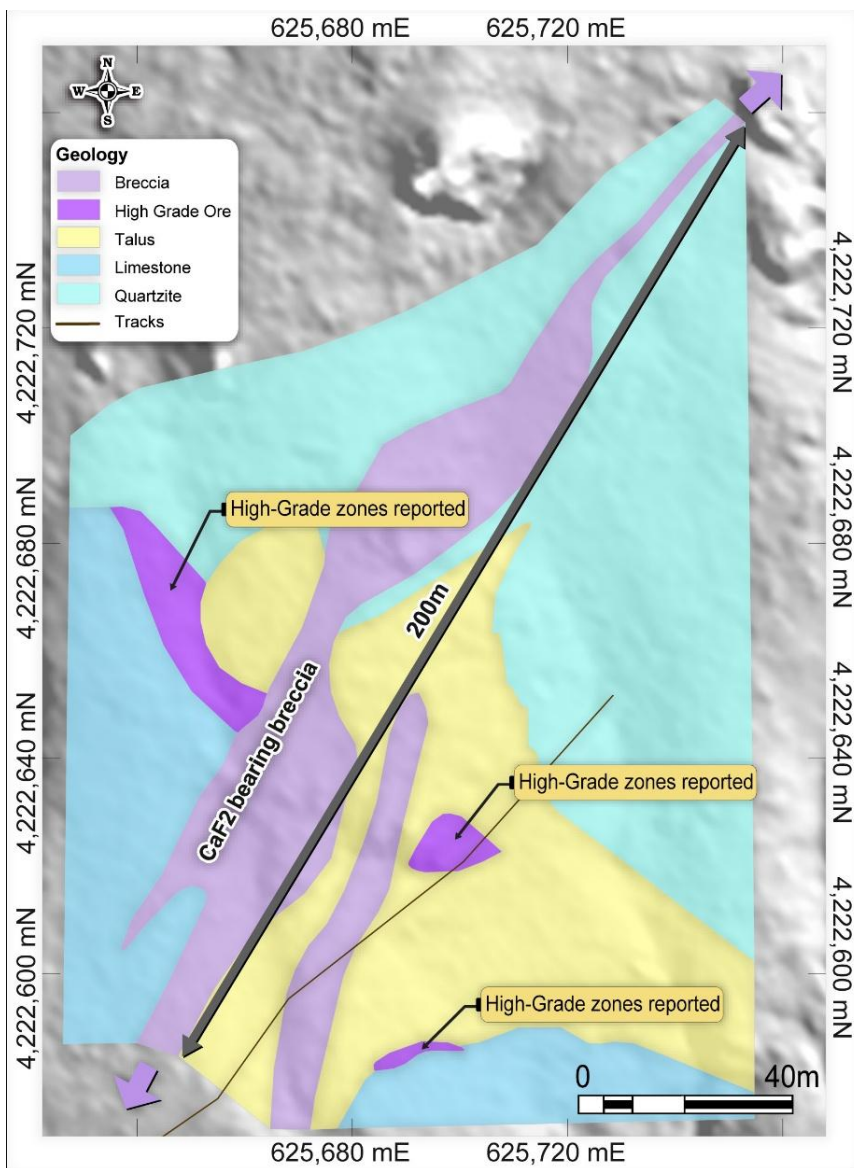 625,680 mE
625,720 mE
N
W
E
S
Geology
Breccia
High Grade Ore
Talus
Limestone
Quartzite
Tracks
4,222,720 mN
4,2222,720 mN
High-Grade zones reported
4,222,680 mN
4,2222,680 mN
200m
CaF2 bearing breccia
4,222,640 mN
4,222,640 mN
High-Grade zones reported
4,222,600 mN
4,222,600 mN
High-Grade zones reported
0
40m
625,680 mE
625,720 mE